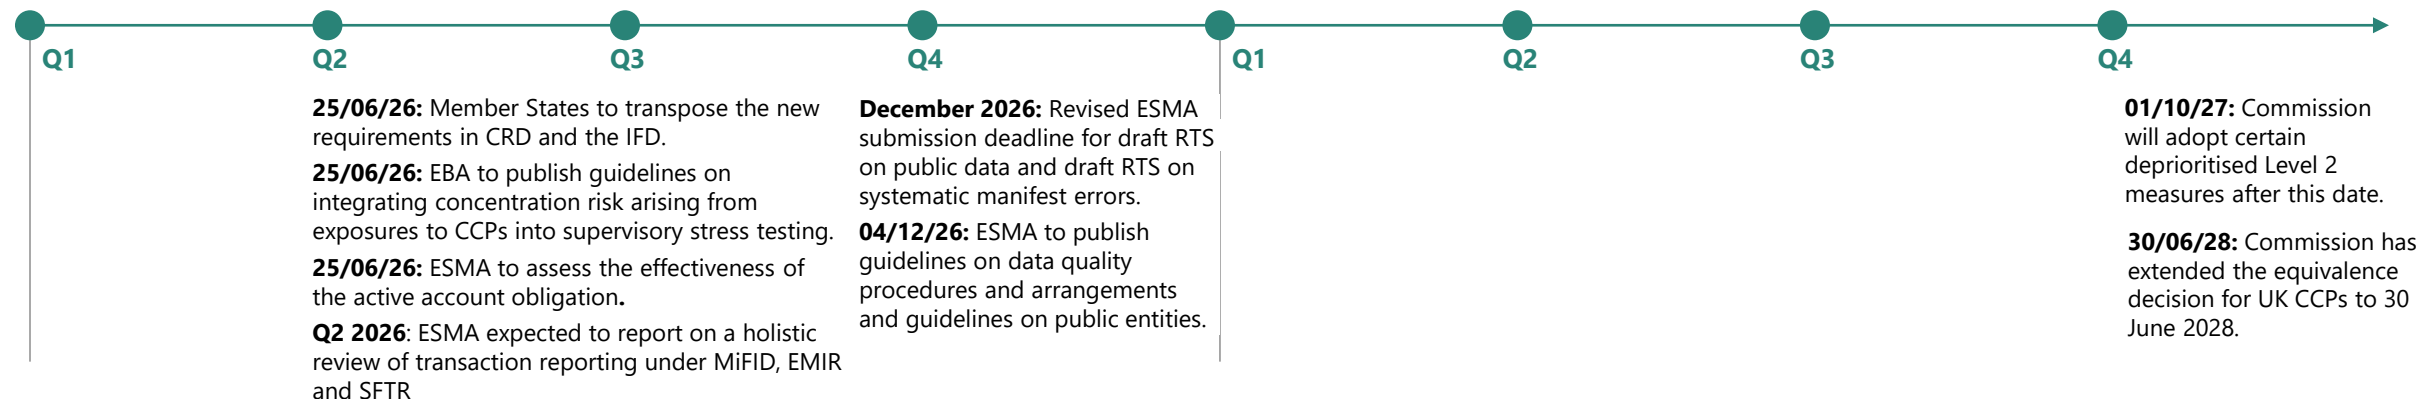 Q1
Q2
Q3
Q4
Q1
Q2
Q3
Q4
25/06/26: Member States to transpose the new
requirements in CRD and the IFD.
25/06/26: EBA to publish guidelines on
integrating concentration risk arising from
exposures to CCPs into supervisory stress testing.
25/06/26: ESMA to assess the effectiveness of
the active account obligation.
Q2 2026: ESMA expected to report on a holistic
review of transaction reporting under MiFID, EMIR
and SFTR
December 2026: Revised ESMA
submission deadline for draft RTS
on public data and draft RTS on
systematic manifest errors.
04/12/26: ESMA to publish
guidelines on data quality
procedures and arrangements
and guidelines on public entities.
01/10/27: Commission
will adopt certain
deprioritised Level 2
measures after this date.
30/06/28: Commission has
extended the equivalence
decision for UK CCPs to 30
June 2028.